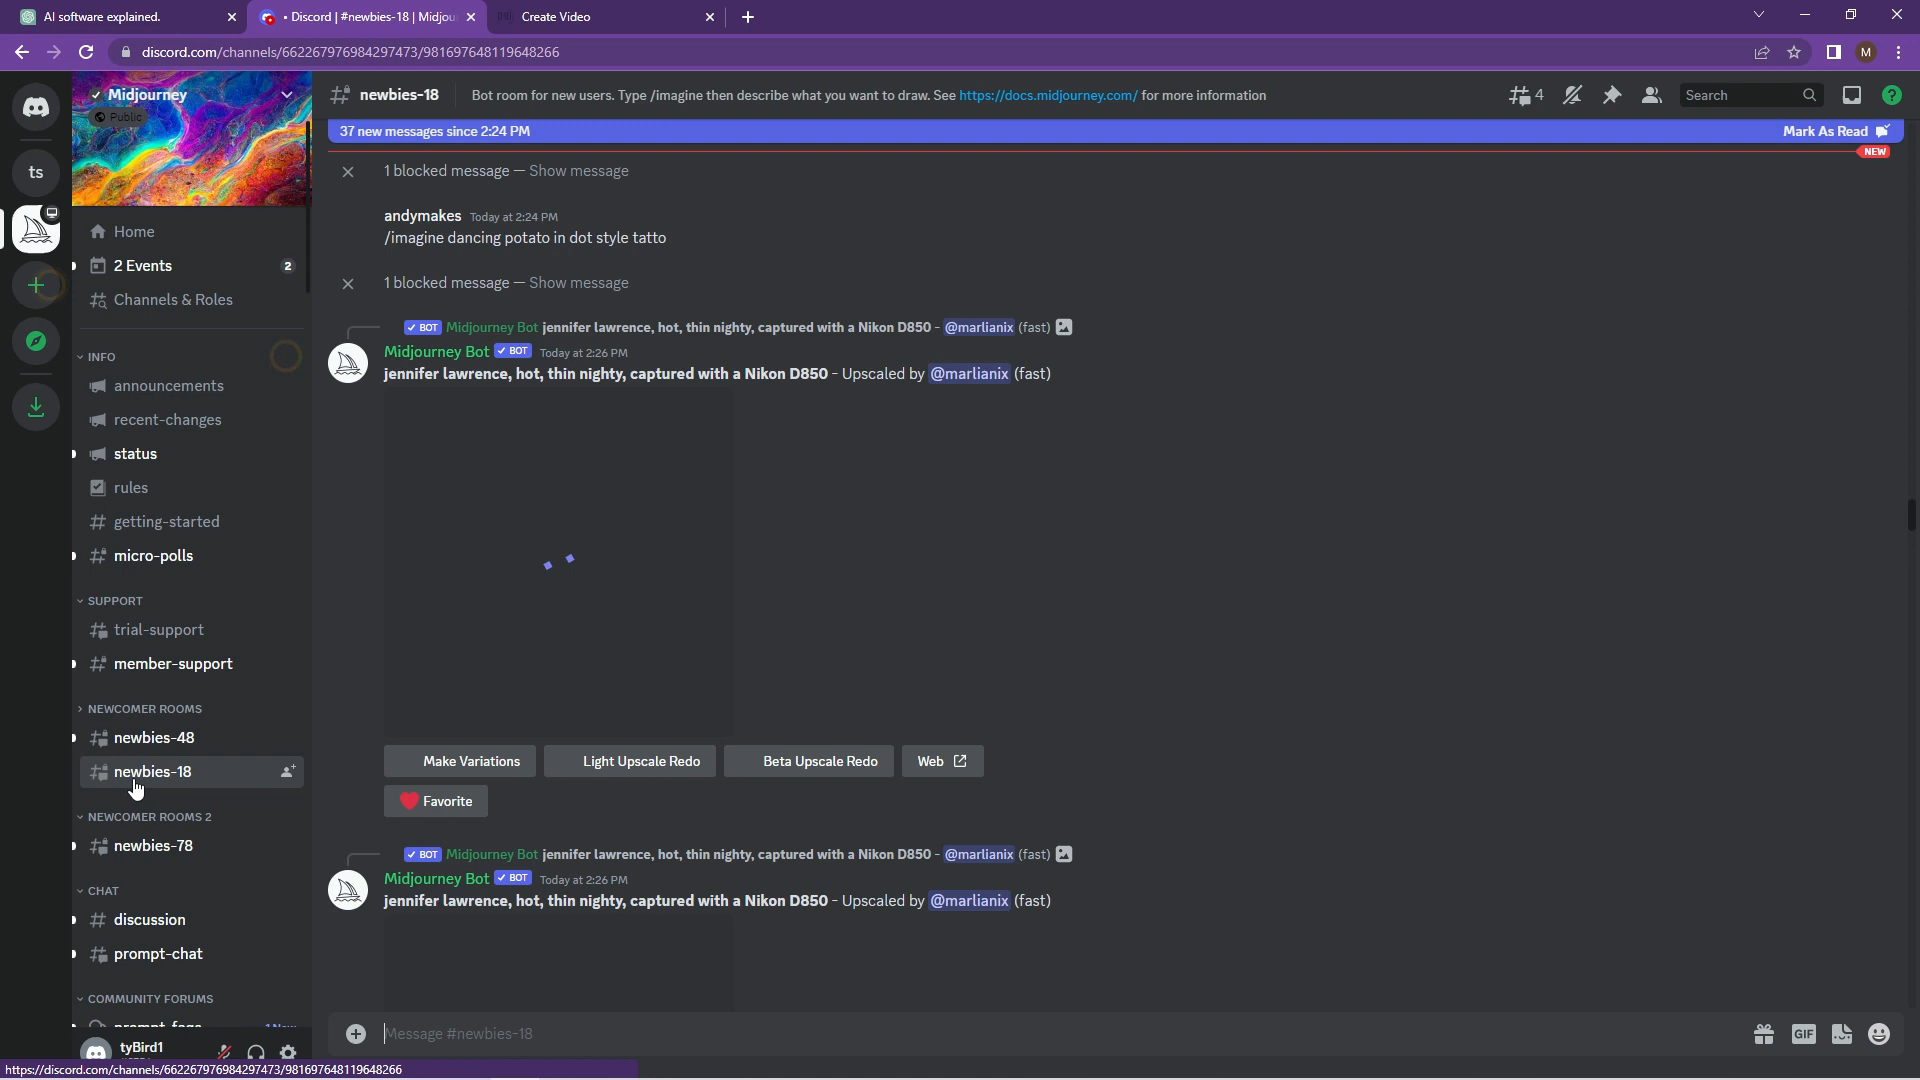 AI software explained.
• Discord | #newbies-18 | Midjou
Create Video
discord.com/channels/662267976984297473/981697648119648266
M
Midjourney
Public
ts
Home
2 Events
2
Channels & Roles
INFO
announcements
recent-changes
status
rules
getting-started
micro-polls
SUPPORT
trial-support
member-support
NEWCOMER ROOMS
newbies-48
newbies-18
NEWCOMER ROOMS 2
newbies-78
CHAT
discussion
prompt-chat
COMMUNITY FORUMS
prompt-faqs
tyBird1
newbies-18
Bot room for new users. Type /imagine then describe what you want to draw. See https://docs.midjourney.com/ for more information
4
Search
37 new messages since 2:24 PM
Mark As Read
NEW
1 blocked message — Show message
andymakes Today at 2:24 PM
/imagine dancing potato in dot style tatto
1 blocked message — Show message
BOT Midjourney Bot jennifer lawrence, hot, thin nighty, captured with a Nikon D850 - @marlianix (fast)
Midjourney Bot BOT Today at 2:26 PM
jennifer lawrence, hot, thin nighty, captured with a Nikon D850 - Upscaled by @marlianix (fast)
Make Variations
Light Upscale Redo
Beta Upscale Redo
Web
Favorite
BOT Midjourney Bot jennifer lawrence, hot, thin nighty, captured with a Nikon D850 - @marlianix (fast)
Midjourney Bot BOT Today at 2:26 PM
jennifer lawrence, hot, thin nighty, captured with a Nikon D850 - Upscaled by @marlianix (fast)
Message #newbies-18
GIF
https://discord.com/channels/662267976984297473/981697648119648266